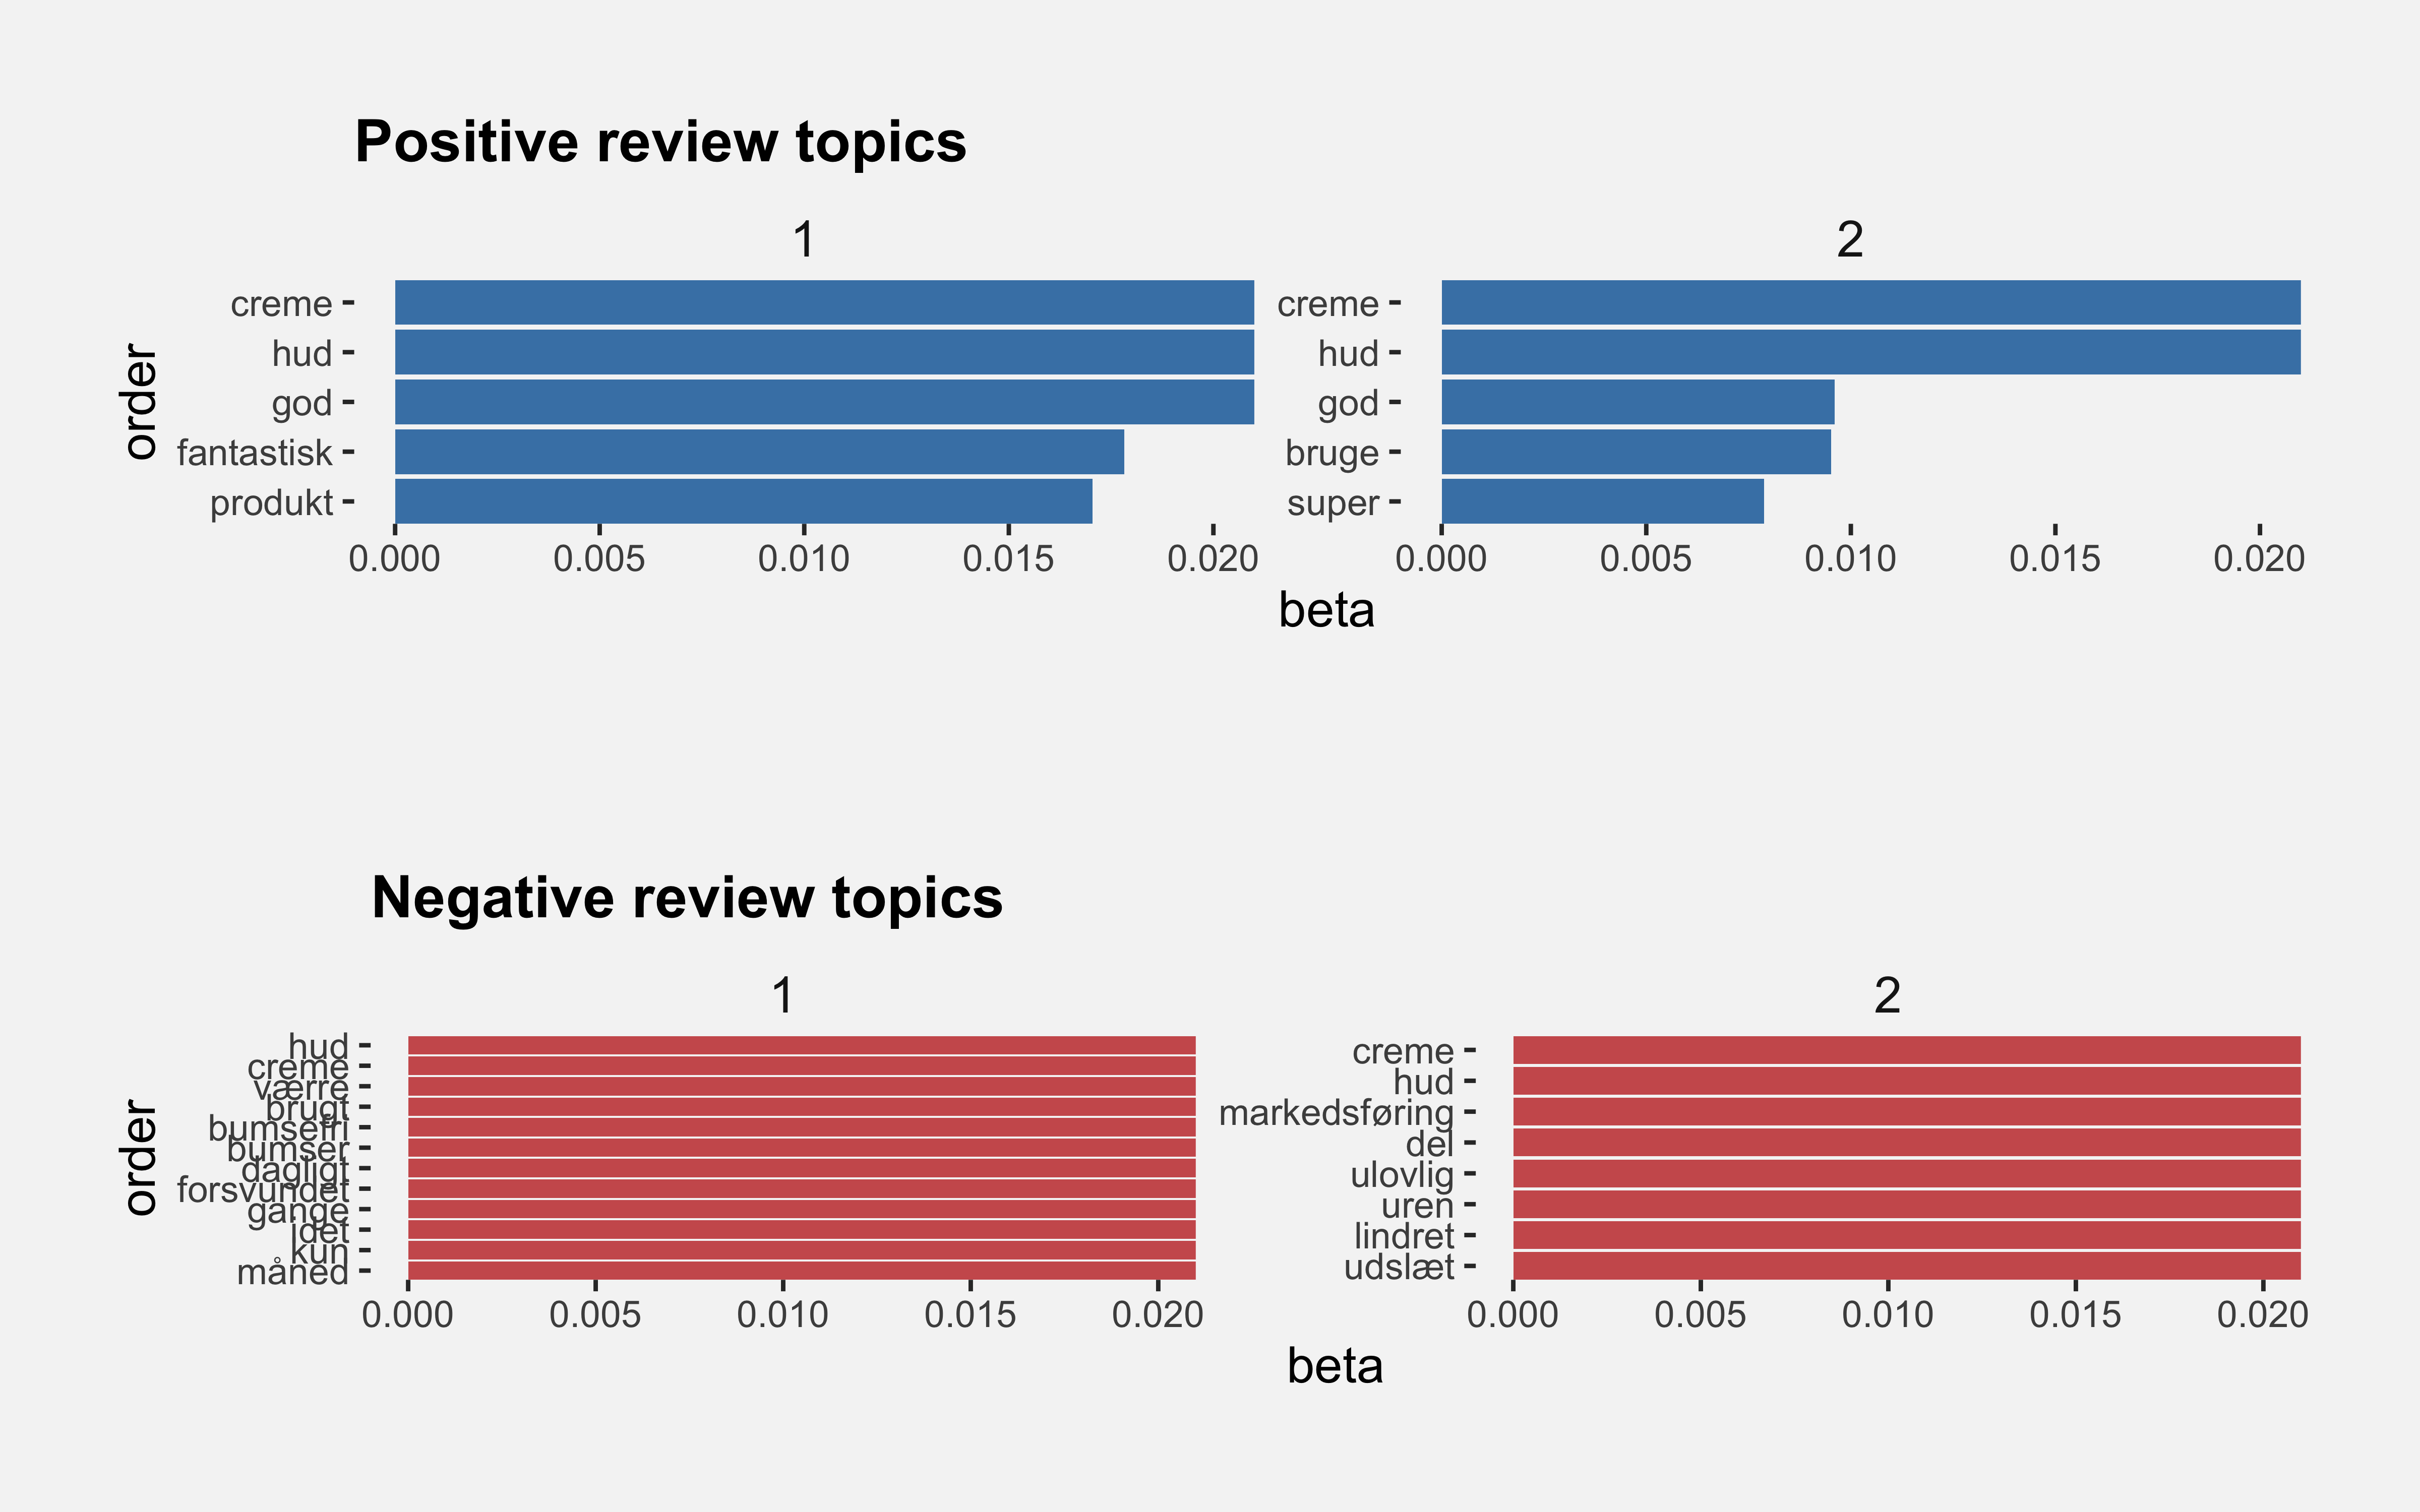 Positive review topics
1
2
order
creme
hud
god
fantastisk
produkt
creme
hud
god
bruge
super
0.000 0.005 0.010 0.015 0.020
0.000 0.005 0.010 0.015 0.020
beta
Negative review topics
1
2
order
hud
creme
værre
brugt
bumsefri
bumser
dagligt
forsvundet
gange
idet
kun
måned
creme
hud
markedsføring
del
ulovlig
uren
lindret
udslæt
0.000 0.005 0.010 0.015 0.020
0.000 0.005 0.010 0.015 0.020
beta